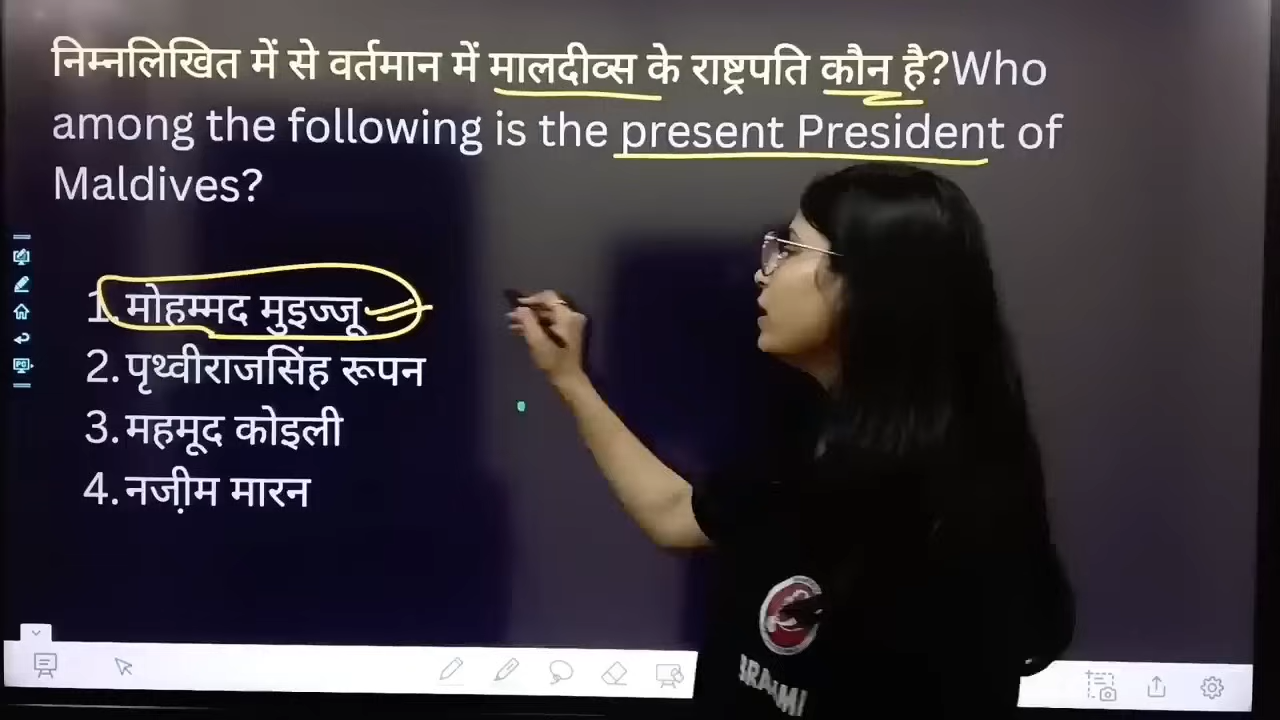 निम्नलिखित में से वर्तमान में मालदीव्स के राष्ट्रपति कौन है?Who
among the following is the present President of
Maldives?
1. मोहम्मद मुइज्जू
2. पृथ्वीराजसिंह रूपन
3. महमूद कोइली
4. नज़ीम मारन